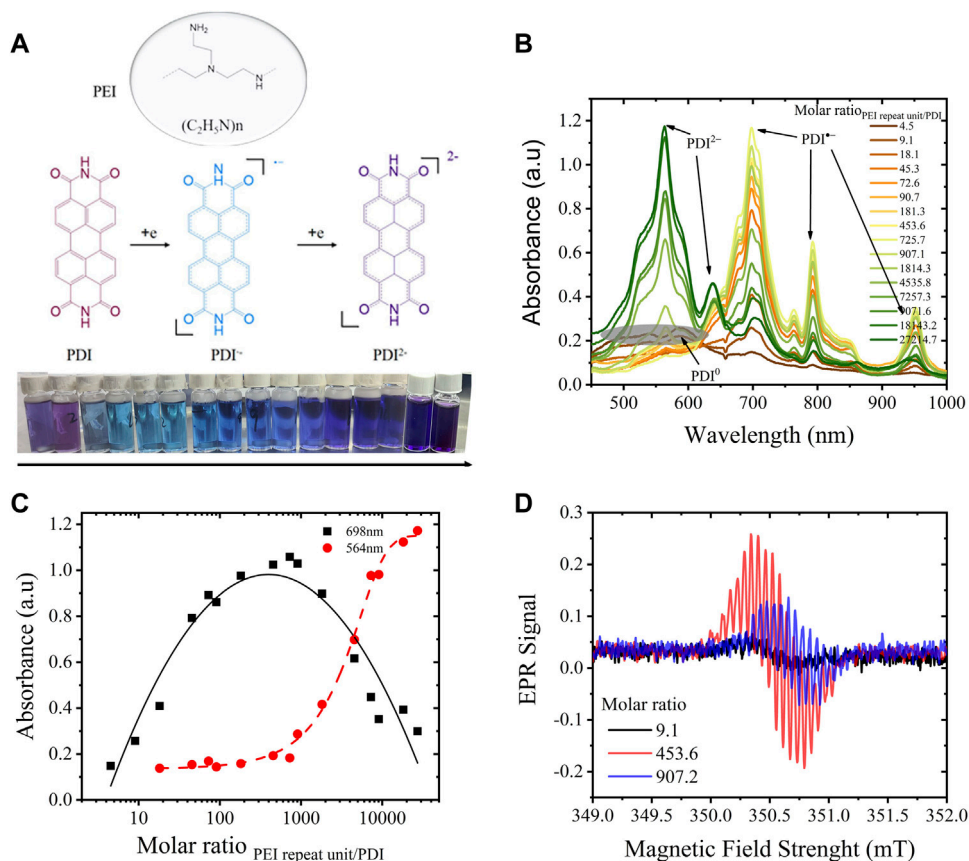 A
NH₂
N
N
H
PEI
(C₂H₅N)n
H
O N O
O N O
H
PDI
+e
N
O O
O N O
H
•−
PDI⁻•
+e
H
O N O
O N O
H
2-
PDI²⁻
B
Absorbance (a.u)
1.2
1.0
0.8
0.6
0.4
0.2
0.0
500 600 700 800 900 1000
Wavelength (nm)
PDI²⁻
PDI•−
PDI⁰
Molar ratio PEI repeat unit/PDI
4.5
9.1
18.1
45.3
72.6
90.7
181.3
453.6
725.7
907.1
1814.3
4535.8
7257.3
9071.6
18143.2
27214.7
C
Absorbance (a.u)
1.2
1.0
0.8
0.6
0.4
0.2
0.0
698nm
564nm
10 100 1000 10000
Molar ratio PEI repeat unit/PDI
D
EPR Signal
0.3
0.2
0.1
0.0
-0.1
-0.2
Molar ratio
9.1
453.6
907.2
349.0 349.5 350.0 350.5 351.0 351.5 352.0
Magnetic Field Strenght (mT)